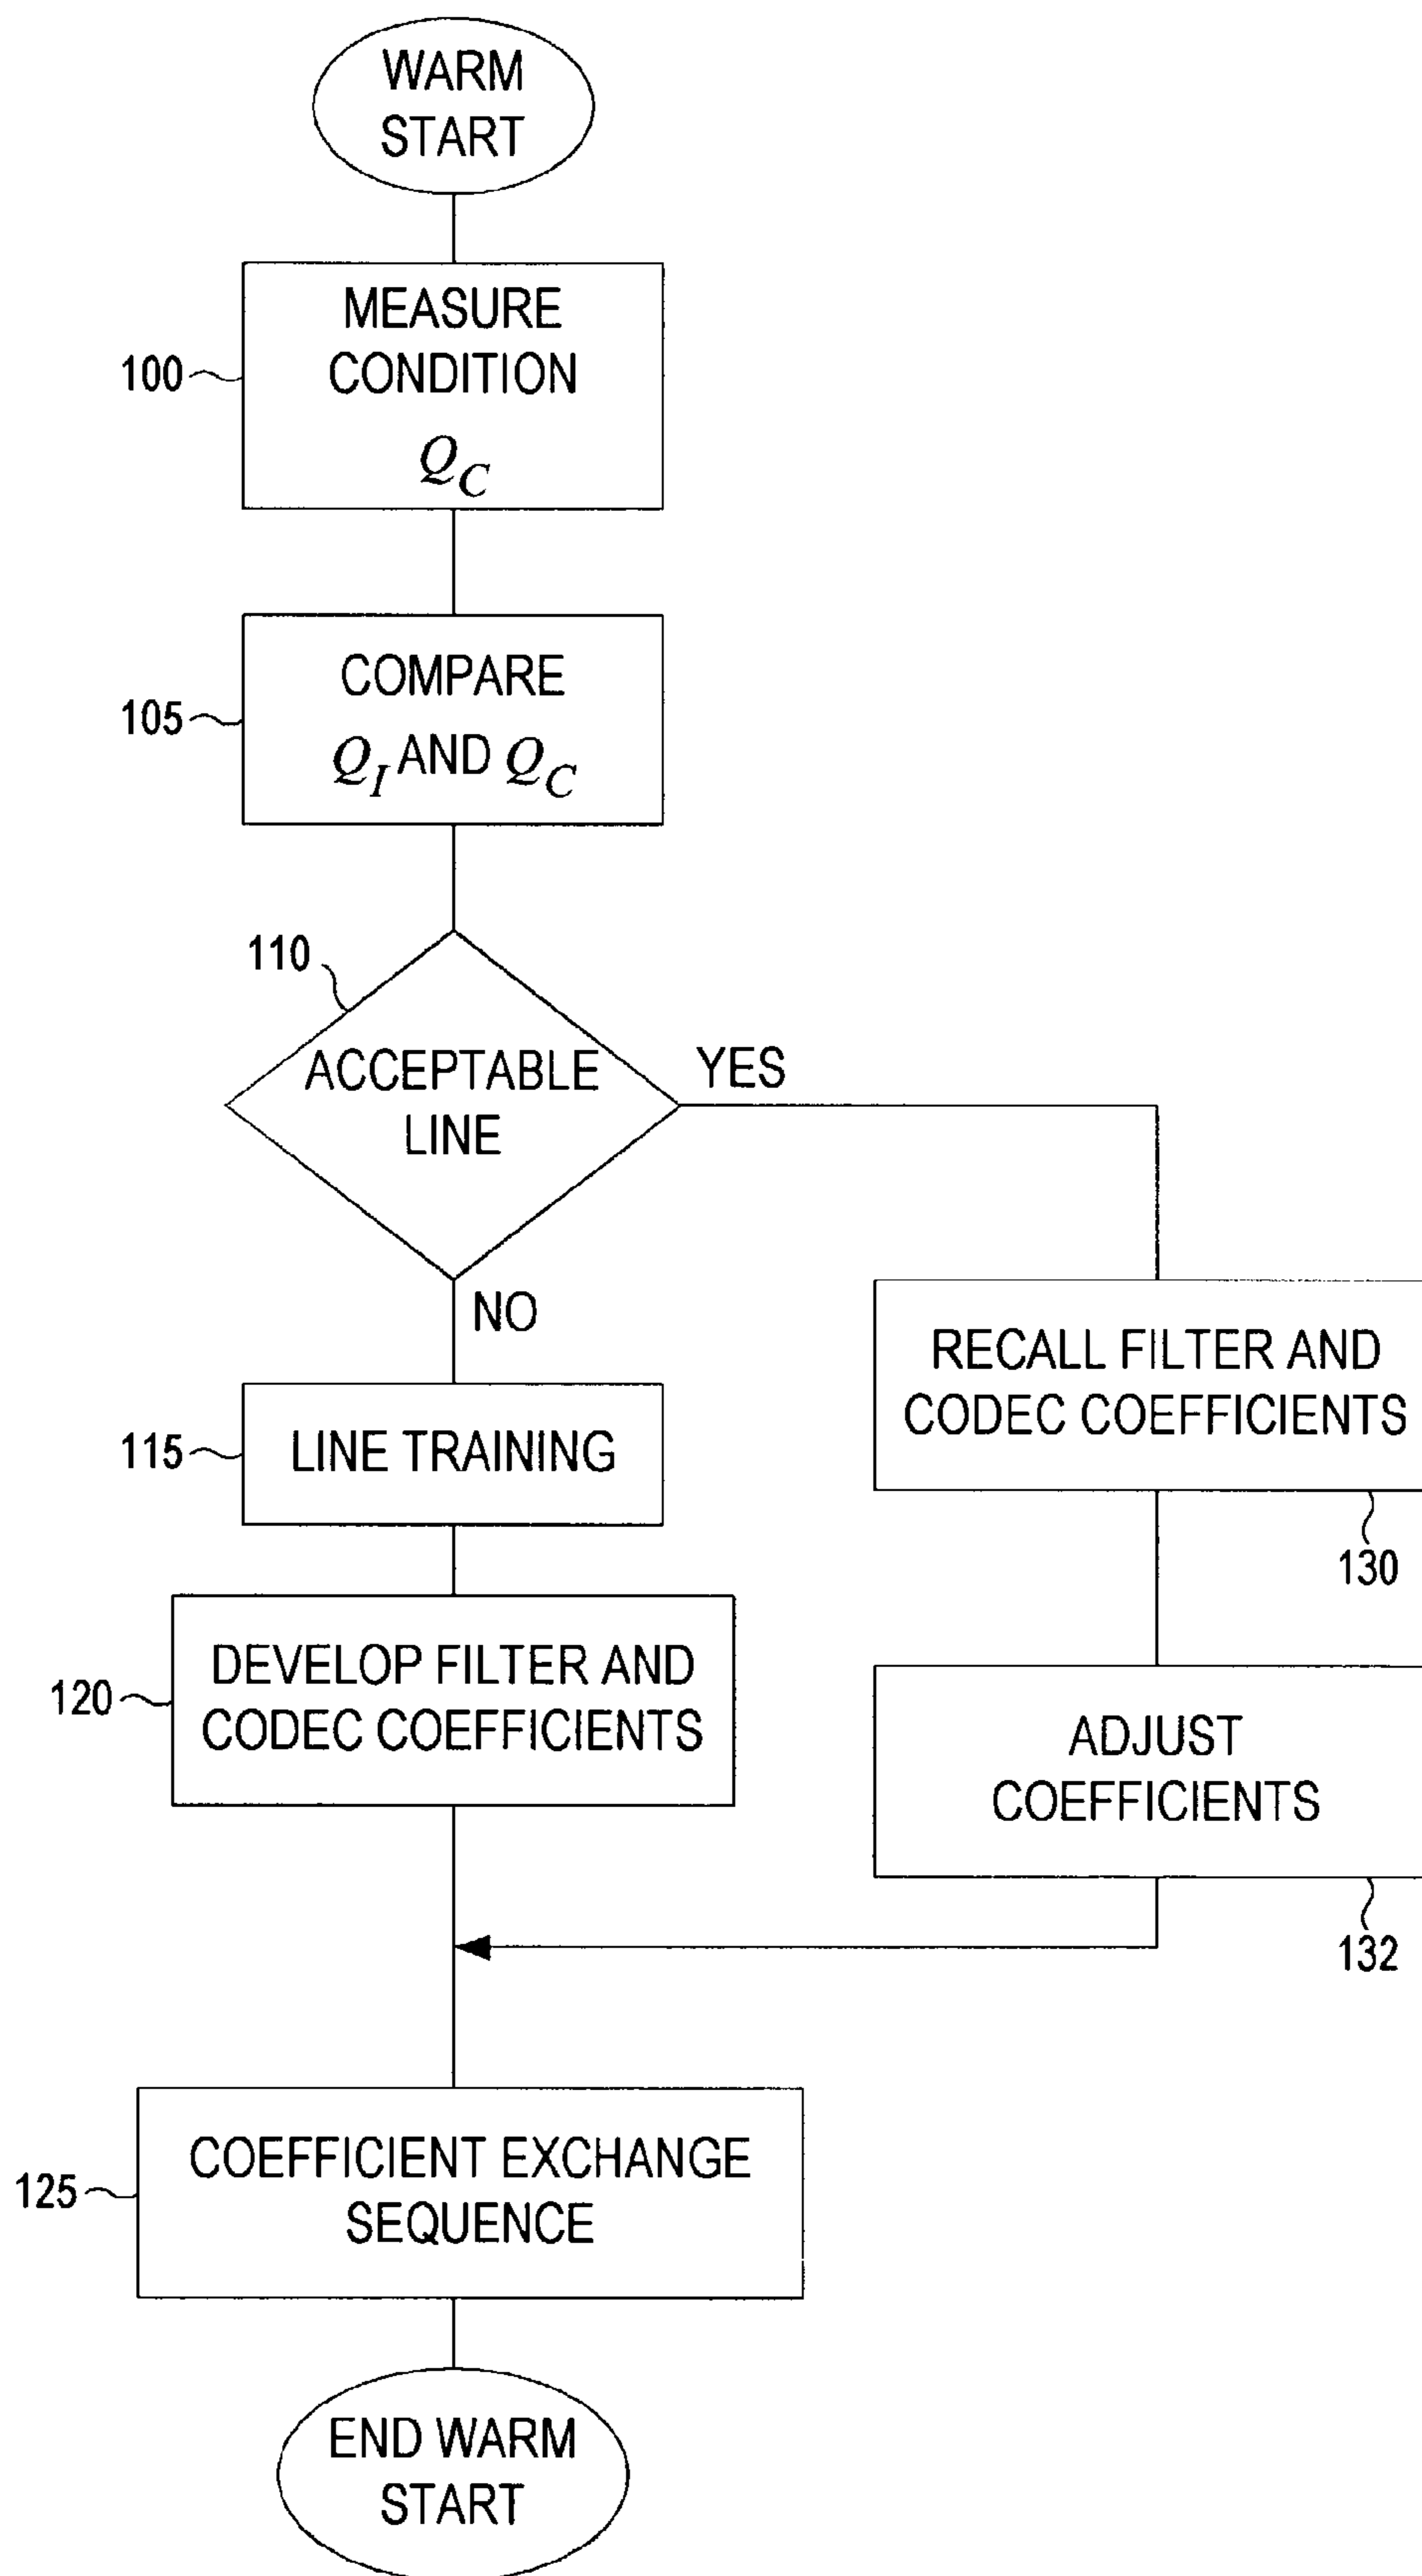 WARM
START
MEASURE
CONDITION
Q_C
100
COMPARE
Q_I AND Q_C
105
110
ACCEPTABLE
LINE
YES
NO
LINE TRAINING
115
RECALL FILTER AND
CODEC COEFFICIENTS
130
DEVELOP FILTER AND
CODEC COEFFICIENTS
120
ADJUST
COEFFICIENTS
132
COEFFICIENT EXCHANGE
SEQUENCE
125
END WARM
START